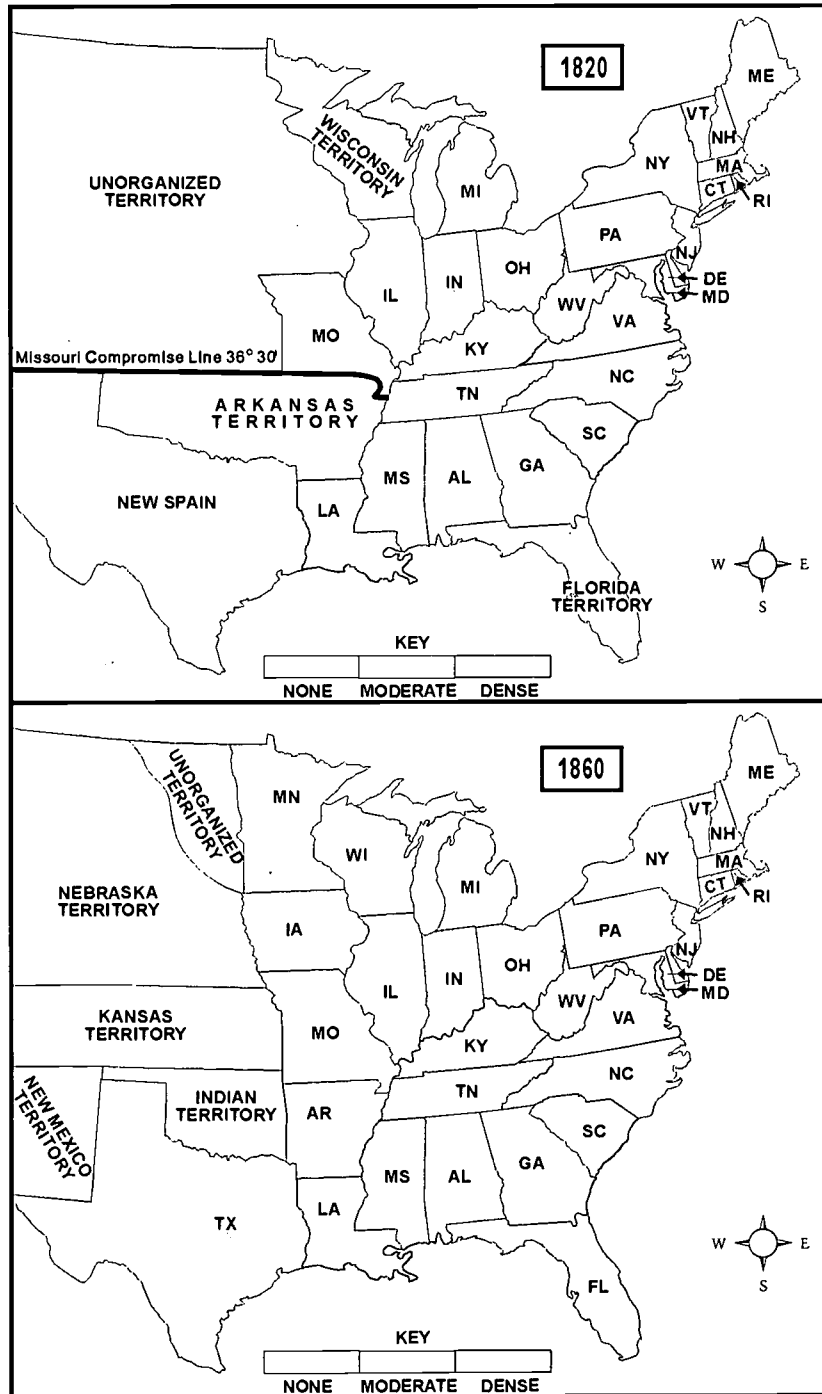 1820
ME
VT
NH
WISCONSIN
TERRITORY
UNORGANIZED
TERRITORY
NY
MA
MI
CT
RI
PA
NJ
OH
IN
IL
DE
MD
WV
MO
VA
KY
Missouri Compromise Line 36° 30'
NC
TN
ARKANSAS
TERRITORY
SC
MS
AL
GA
NEW SPAIN
LA
W
E
S
FLORIDA
TERRITORY
KEY
NONE
MODERATE
DENSE
1860
ME
UNORGANIZED
TERRITORY
VT
MN
NH
WI
NY
MA
MI
CT
RI
NEBRASKA
TERRITORY
IA
PA
NJ
OH
IN
IL
DE
MD
WV
KANSAS
TERRITORY
MO
VA
KY
NC
NEW MEXICO
TERRITORY
INDIAN
TERRITORY
TN
AR
SC
MS
AL
GA
LA
TX
W
E
S
FL
KEY
NONE
MODERATE
DENSE